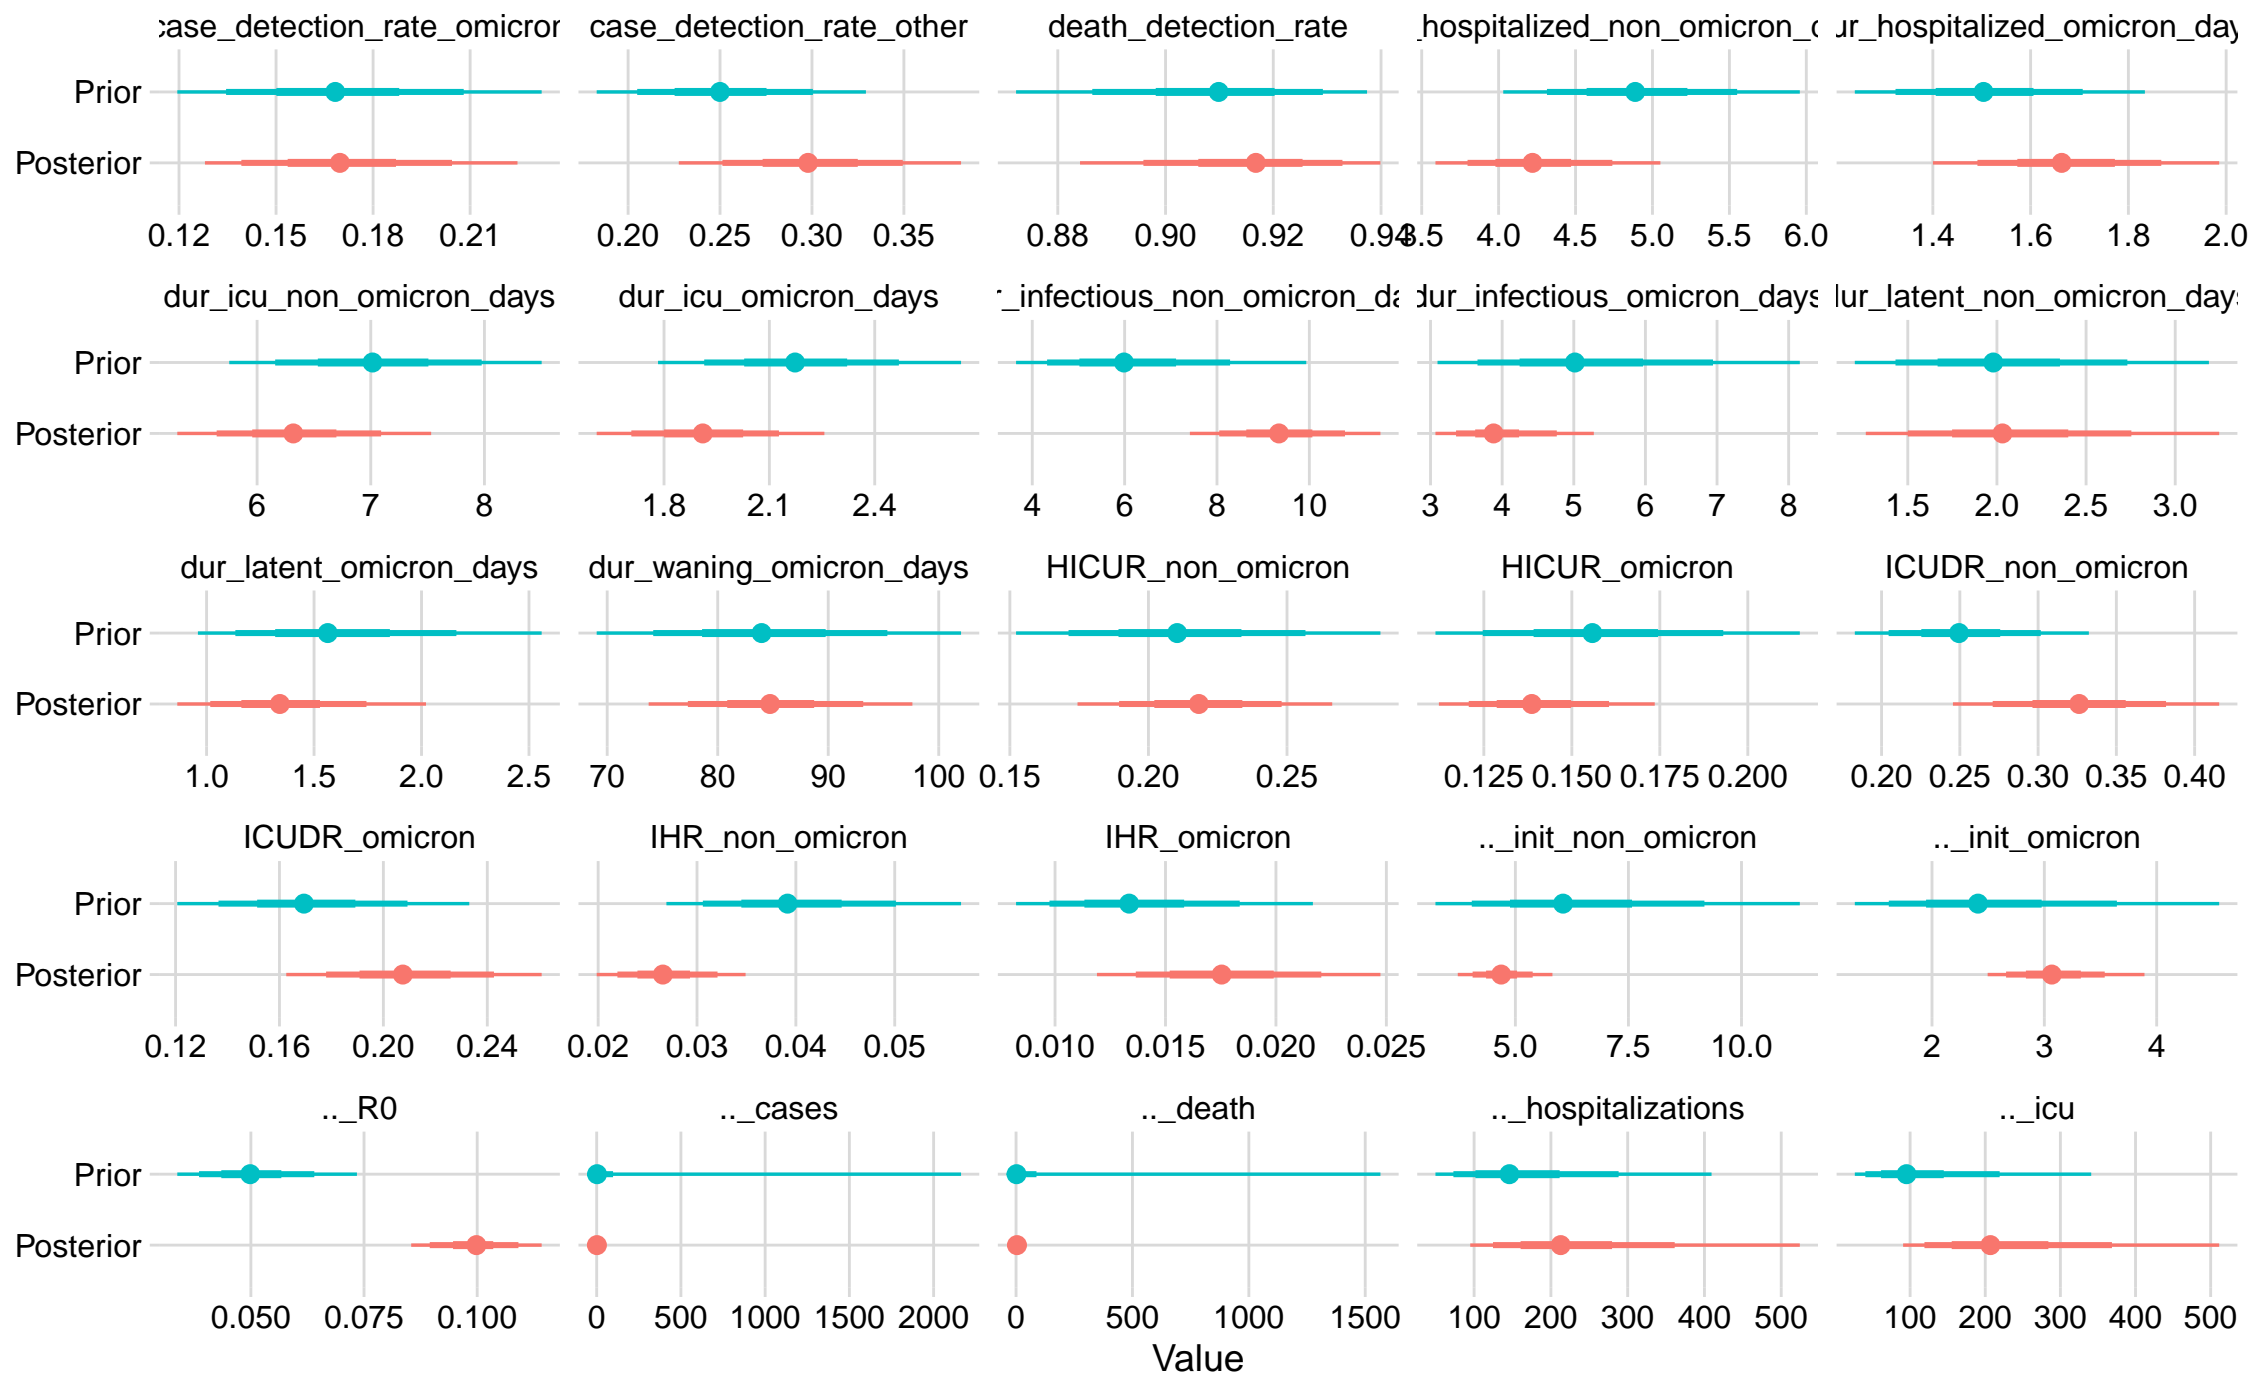 case_detection_rate_omicron case_detection_rate_other death_detection_rate _hospitalized_non_omicron_ ur_hospitalized_omicron_day
Prior
Posterior
0.12 0.15 0.18 0.21 0.20 0.25 0.30 0.35 0.88 0.90 0.92 0.94 3.5 4.0 4.5 5.0 5.5 6.0 1.4 1.6 1.8 2.0
dur_icu_non_omicron_days dur_icu_omicron_days r_infectious_non_omicron_da dur_infectious_omicron_days dur_latent_non_omicron_days
Prior
Posterior
6 7 8 1.8 2.1 2.4 4 6 8 10 3 4 5 6 7 8 1.5 2.0 2.5 3.0
dur_latent_omicron_days dur_waning_omicron_days HICUR_non_omicron HICUR_omicron ICUDR_non_omicron
Prior
Posterior
1.0 1.5 2.0 2.5 70 80 90 100 0.15 0.20 0.25 0.125 0.150 0.175 0.200 0.20 0.25 0.30 0.35 0.40
ICUDR_omicron IHR_non_omicron IHR_omicron .._init_non_omicron .._init_omicron
Prior
Posterior
0.12 0.16 0.20 0.24 0.02 0.03 0.04 0.05 0.010 0.015 0.020 0.025 5.0 7.5 10.0 2 3 4
.._R0 .._cases .._death .._hospitalizations .._icu
Prior
Posterior
0.050 0.075 0.100 0 500 1000 1500 2000 0 500 1000 1500 100 200 300 400 500 100 200 300 400 500
Value